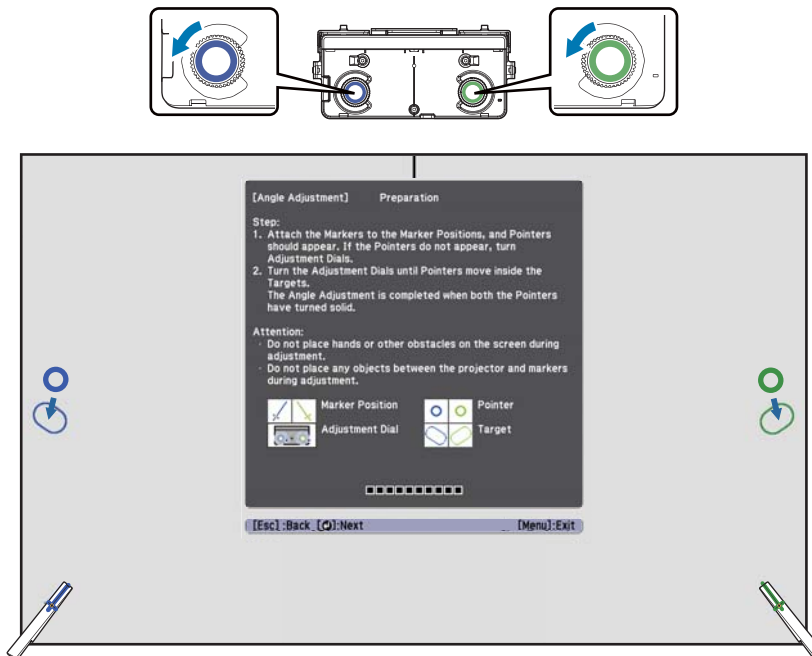 [Angle Adjustment] Preparation
Step:
1. Attach the Markers to the Marker Positions, and Pointers
should appear. If the Pointers do not appear, turn
Adjustment Dials.
2. Turn the Adjustment Dials until Pointers move inside the
Targets.
The Angle Adjustment is completed when both the Pointers
have turned solid.
Attention:
· Do not place hands or other obstacles on the screen during
adjustment.
· Do not place any objects between the projector and markers
during adjustment.
Marker Position
Pointer
Adjustment Dial
Target
[Esc] :Back [ ]:Next
[Menu]:Exit